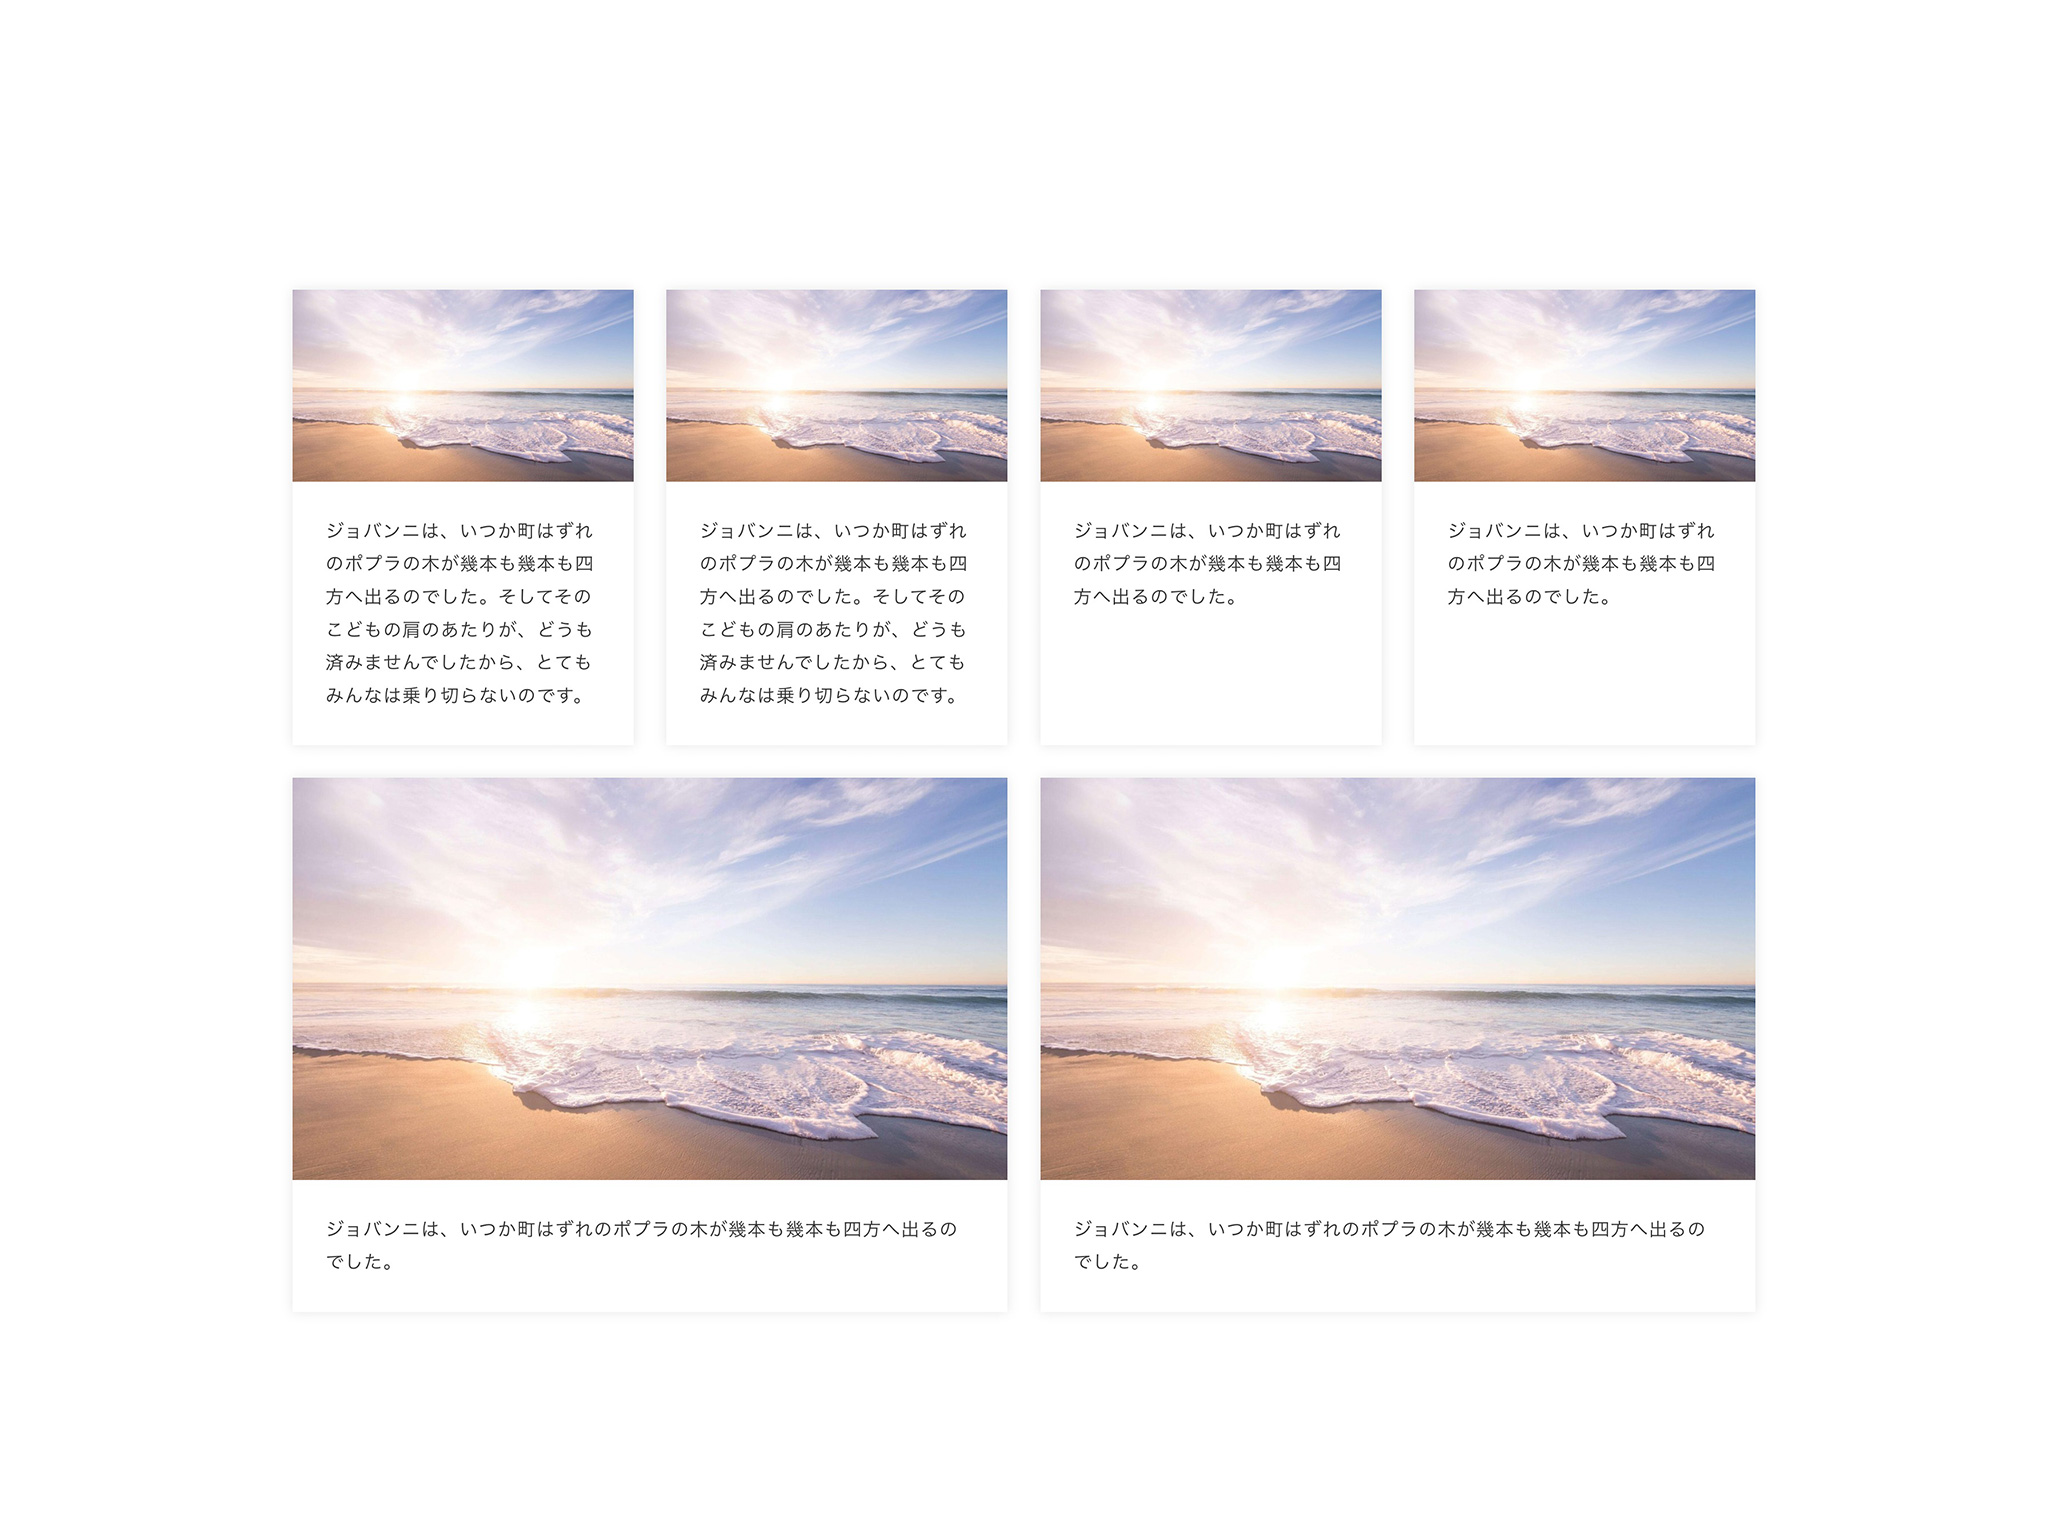 ジョバンニは、いつか町はずれ
のポプラの木が幾本も幾本も四
方へ出るのでした。そしてその
こどもの肩のあたりが、どうも
済みませんでしたから、とても
みんなは乗り切らないのです。
ジョバンニは、いつか町はずれ
のポプラの木が幾本も幾本も四
方へ出るのでした。そしてその
こどもの肩のあたりが、どうも
済みませんでしたから、とても
みんなは乗り切らないのです。
ジョバンニは、いつか町はずれ
のポプラの木が幾本も幾本も四
方へ出るのでした。
ジョバンニは、いつか町はずれ
のポプラの木が幾本も幾本も四
方へ出るのでした。
ジョバンニは、いつか町はずれのポプラの木が幾本も幾本も四方へ出るの
でした。
ジョバンニは、いつか町はずれのポプラの木が幾本も幾本も四方へ出るの
でした。